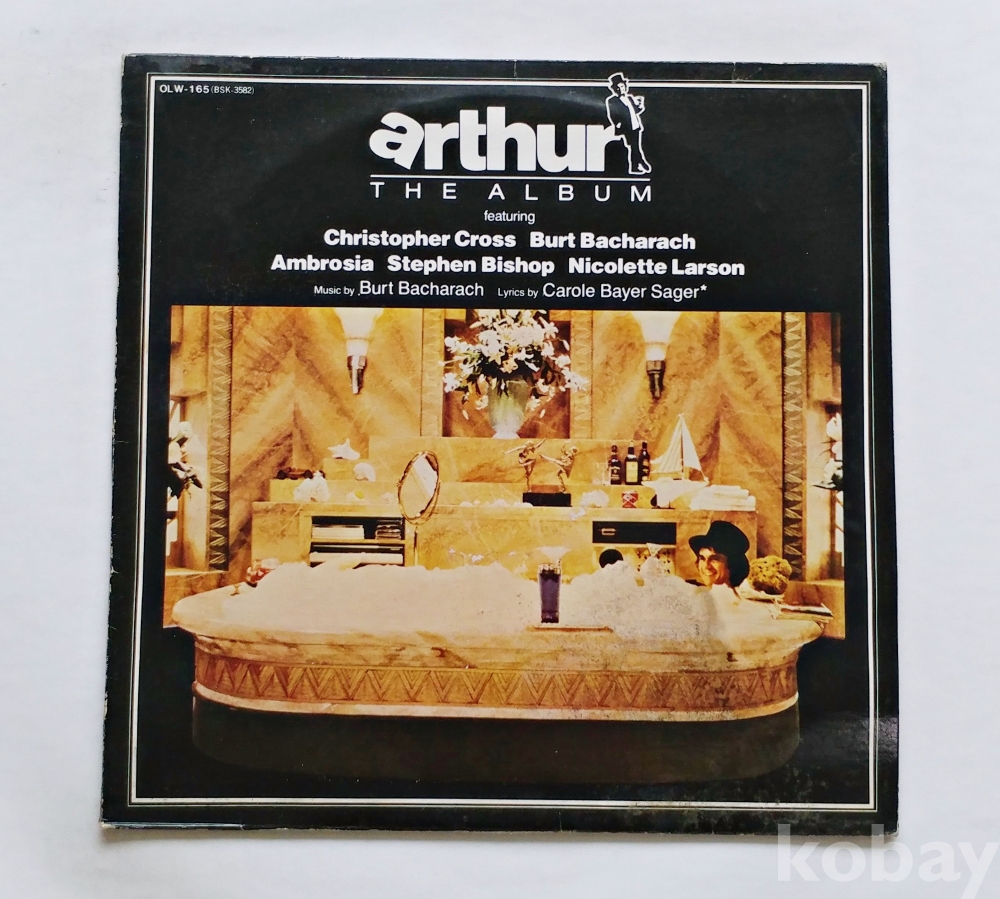 OLW-165 (BSK-3582)
arthur
THE ALBUM
featuring
Christopher Cross Burt Bacharach
Ambrosia Stephen Bishop Nicolette Larson
Music by Burt Bacharach Lyrics by Carole Bayer Sager*
kobay